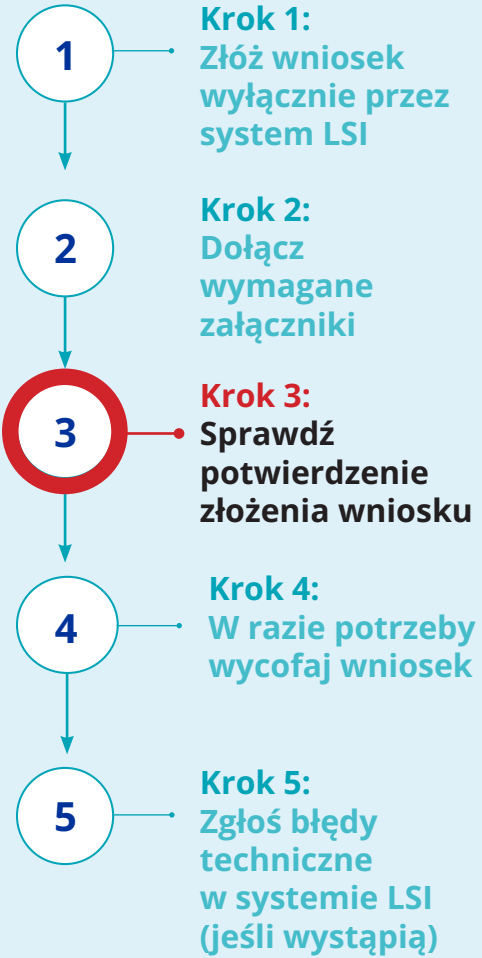 1
Krok 1:
Złóż wniosek
wyłącznie przez
system LSI
2
Krok 2:
Dołącz
wymagane
załączniki
3
Krok 3:
Sprawdź
potwierdzenie
złożenia wniosku
4
Krok 4:
W razie potrzeby
wycofaj wniosek
5
Krok 5:
Zgłoś błędy
techniczne
w systemie LSI
(jeśli wystąpią)